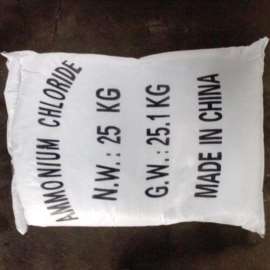 AMMONIUM CHLORIDE
N.W.: 25 KG
G.W.: 25.1 KG
MADE IN CHINA